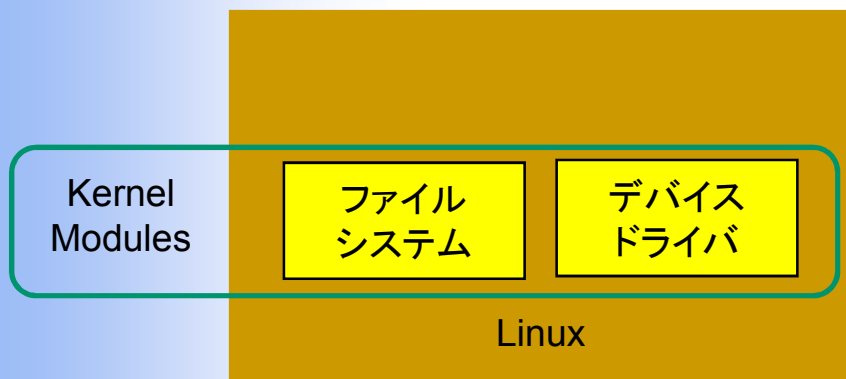 Kernel
Modules
ファイル
システム
デバイス
ドライバ
Linux